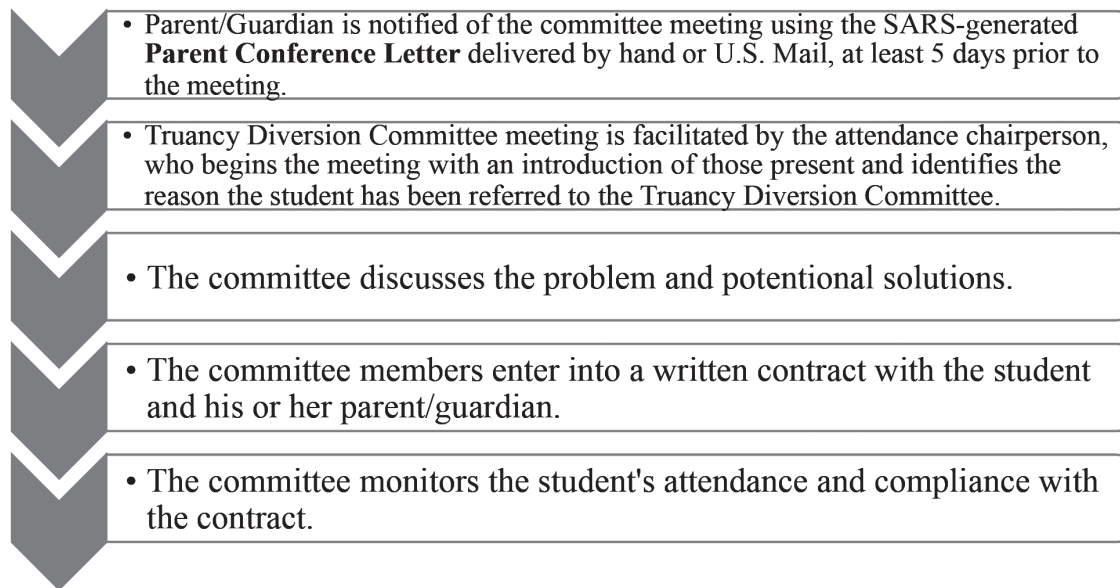 • Parent/Guardian is notified of the committee meeting using the SARS-generated
Parent Conference Letter delivered by hand or U.S. Mail, at least 5 days prior to
the meeting.
• Truancy Diversion Committee meeting is facilitated by the attendance chairperson,
who begins the meeting with an introduction of those present and identifies the
reason the student has been referred to the Truancy Diversion Committee.
• The committee discusses the problem and potentional solutions.
• The committee members enter into a written contract with the student
and his or her parent/guardian.
• The committee monitors the student's attendance and compliance with
the contract.